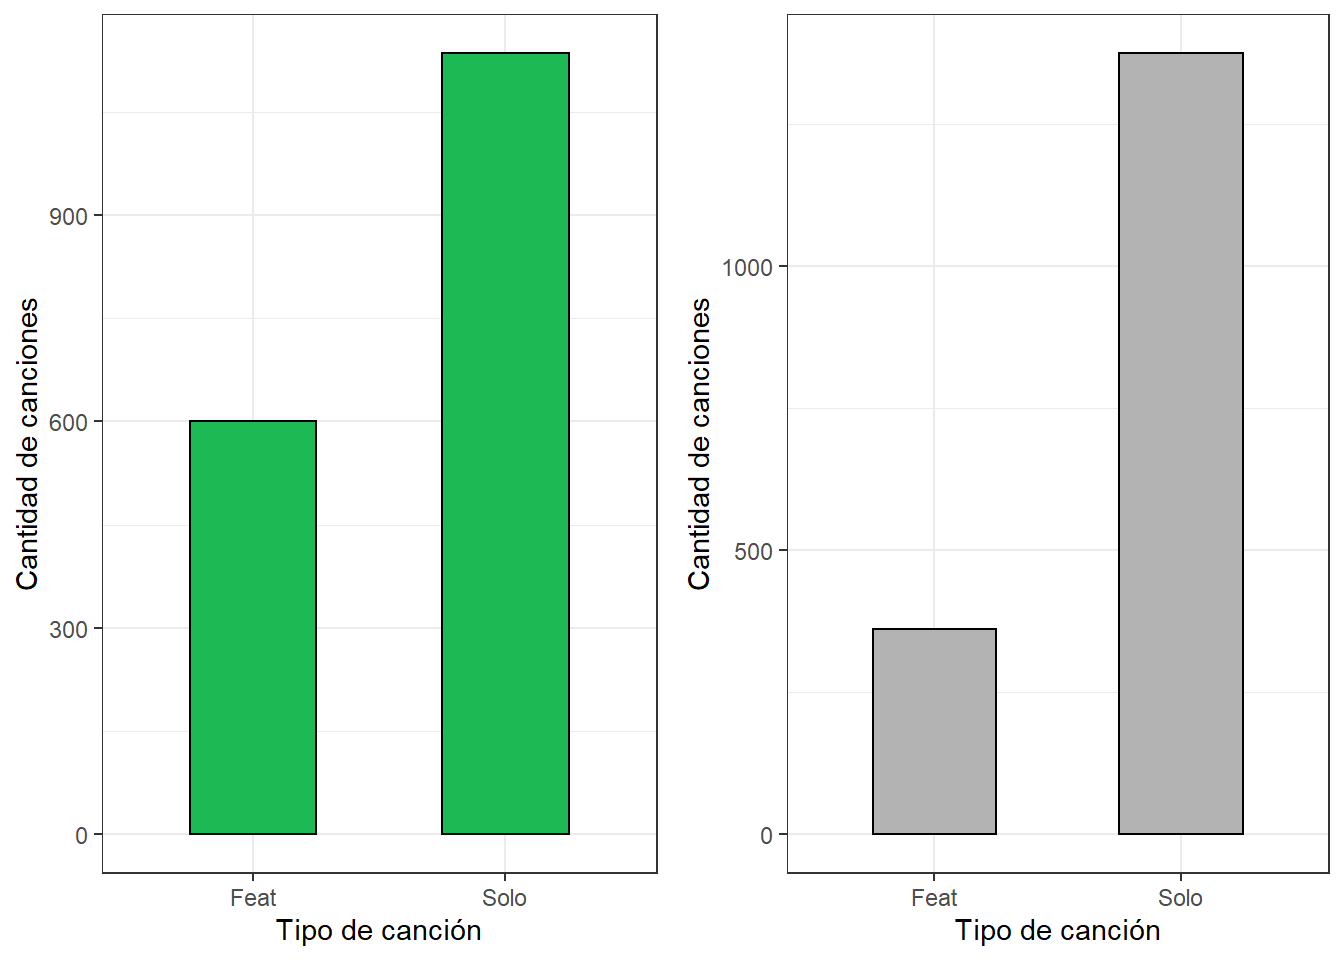 Cantidad de canciones
900
600
300
0
Feat
Solo
Tipo de canción
Cantidad de canciones
1000
500
0
Feat
Solo
Tipo de canción